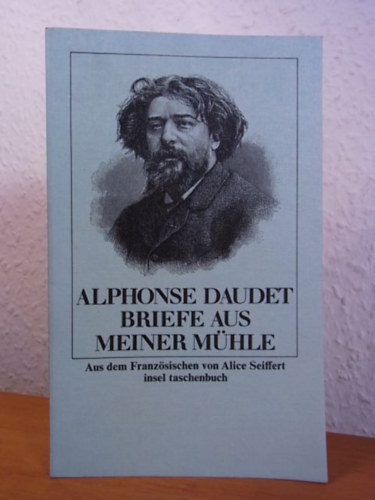 ALPHONSE DAUDET
BRIEFE AUS
MEINER MÜHLE
Aus dem Französischen von Alice Seiffert
insel taschenbuch